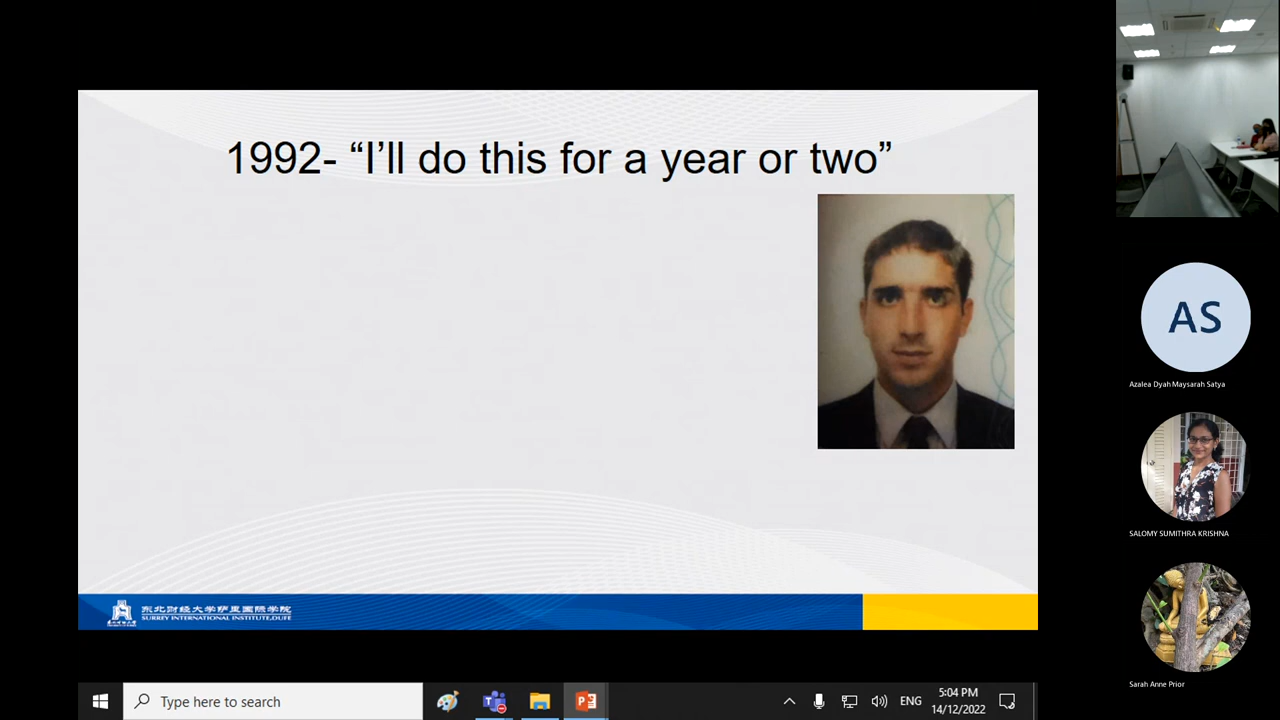 1992- “I’ll do this for a year or two”
东北财经大学萨里国际学院
SURREY INTERNATIONAL INSTITUTE,DUFE
AS
Azalea Dyah Maysarah Satya
SALOMY SUMITHRA KRISHNA
Sarah Anne Prior
Type here to search
ENG
5:04 PM
14/12/2022